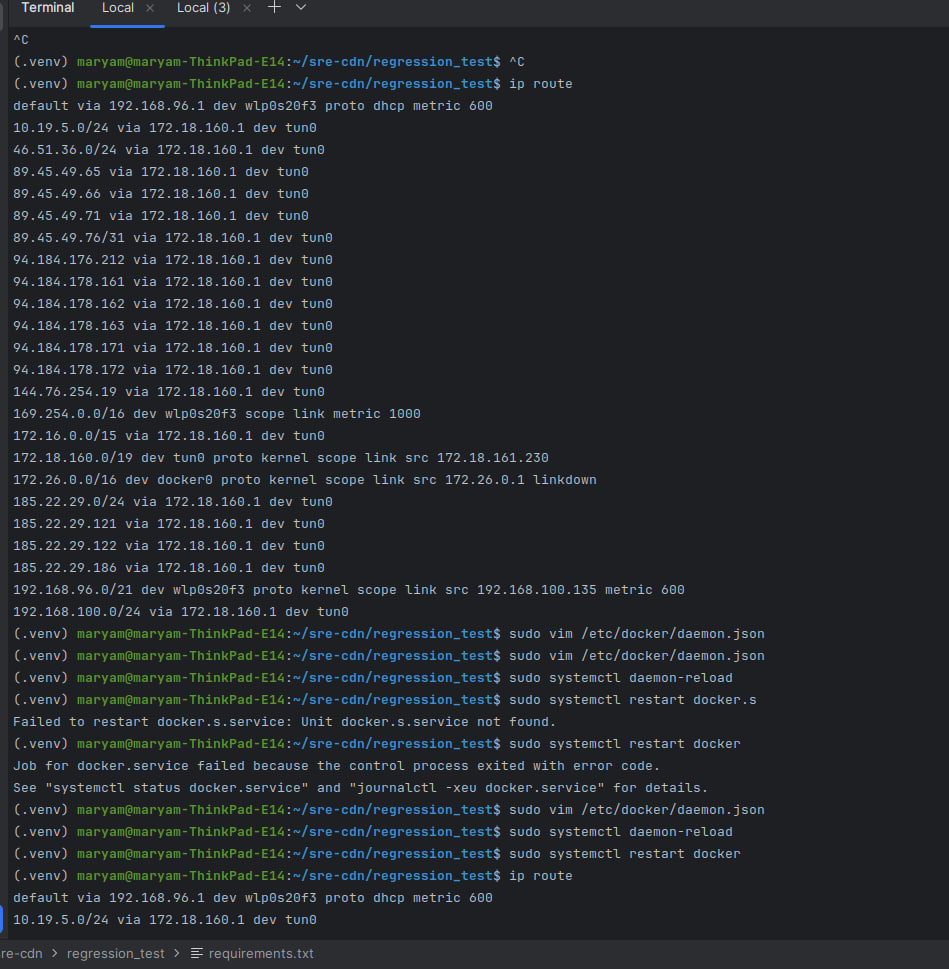 Terminal Local × Local (3) × +
^C
(.venv) maryam@maryam-ThinkPad-E14:~/sre-cdn/regression_test$ ^C
(.venv) maryam@maryam-ThinkPad-E14:~/sre-cdn/regression_test$ ip route
default via 192.168.96.1 dev wlp0s20f3 proto dhcp metric 600
10.19.5.0/24 via 172.18.160.1 dev tun0
46.51.36.0/24 via 172.18.160.1 dev tun0
89.45.49.65 via 172.18.160.1 dev tun0
89.45.49.66 via 172.18.160.1 dev tun0
89.45.49.71 via 172.18.160.1 dev tun0
89.45.49.76/31 via 172.18.160.1 dev tun0
94.184.176.212 via 172.18.160.1 dev tun0
94.184.178.161 via 172.18.160.1 dev tun0
94.184.178.162 via 172.18.160.1 dev tun0
94.184.178.163 via 172.18.160.1 dev tun0
94.184.178.171 via 172.18.160.1 dev tun0
94.184.178.172 via 172.18.160.1 dev tun0
144.76.254.19 via 172.18.160.1 dev tun0
169.254.0.0/16 dev wlp0s20f3 scope link metric 1000
172.16.0.0/15 via 172.18.160.1 dev tun0
172.18.160.0/19 dev tun0 proto kernel scope link src 172.18.161.230
172.26.0.0/16 dev docker0 proto kernel scope link src 172.26.0.1 linkdown
185.22.29.0/24 via 172.18.160.1 dev tun0
185.22.29.121 via 172.18.160.1 dev tun0
185.22.29.122 via 172.18.160.1 dev tun0
185.22.29.186 via 172.18.160.1 dev tun0
192.168.96.0/21 dev wlp0s20f3 proto kernel scope link src 192.168.100.135 metric 600
192.168.100.0/24 via 172.18.160.1 dev tun0
(.venv) maryam@maryam-ThinkPad-E14:~/sre-cdn/regression_test$ sudo vim /etc/docker/daemon.json
(.venv) maryam@maryam-ThinkPad-E14:~/sre-cdn/regression_test$ sudo vim /etc/docker/daemon.json
(.venv) maryam@maryam-ThinkPad-E14:~/sre-cdn/regression_test$ sudo systemctl daemon-reload
(.venv) maryam@maryam-ThinkPad-E14:~/sre-cdn/regression_test$ sudo systemctl restart docker.s
Failed to restart docker.s.service: Unit docker.s.service not found.
(.venv) maryam@maryam-ThinkPad-E14:~/sre-cdn/regression_test$ sudo systemctl restart docker
Job for docker.service failed because the control process exited with error code.
See "systemctl status docker.service" and "journalctl -xeu docker.service" for details.
(.venv) maryam@maryam-ThinkPad-E14:~/sre-cdn/regression_test$ sudo vim /etc/docker/daemon.json
(.venv) maryam@maryam-ThinkPad-E14:~/sre-cdn/regression_test$ sudo systemctl daemon-reload
(.venv) maryam@maryam-ThinkPad-E14:~/sre-cdn/regression_test$ sudo systemctl restart docker
(.venv) maryam@maryam-ThinkPad-E14:~/sre-cdn/regression_test$ ip route
default via 192.168.96.1 dev wlp0s20f3 proto dhcp metric 600
10.19.5.0/24 via 172.18.160.1 dev tun0
re-cdn > regression_test > requirements.txt